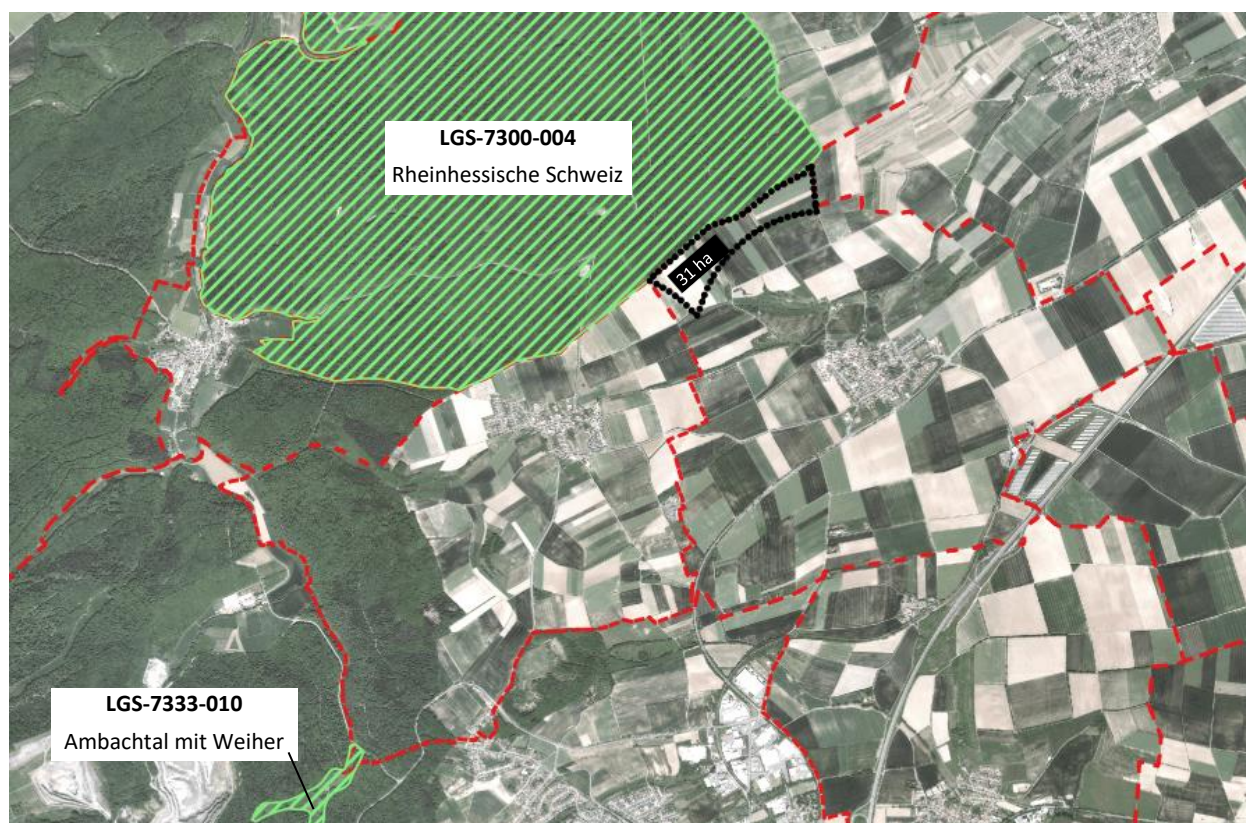 LGS-7300-004
Rheinhessische Schweiz
31 ha
LGS-7333-010
Ambachtal mit Weiher